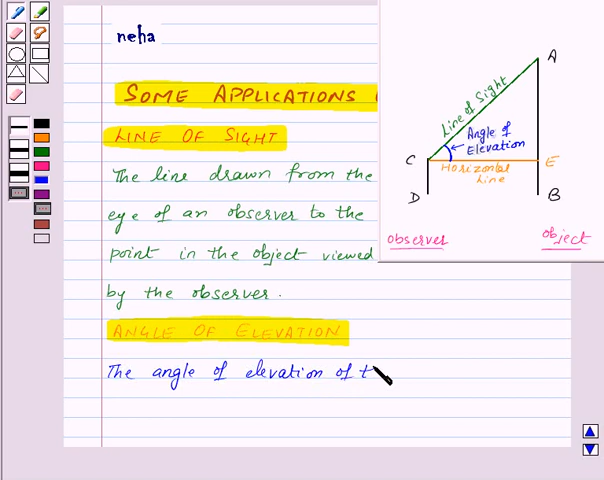 neha
SOME APPLICATIONS
LINE OF SIGHT
The line drawn from the
eye of an observer to the
point in the object viewed
by the observer.
ANGLE OF ELEVATION
The angle of elevation of t
A
Line of Sight
Angle of
Elevation
C
E
Horizontal
Line
D
B
observer
object